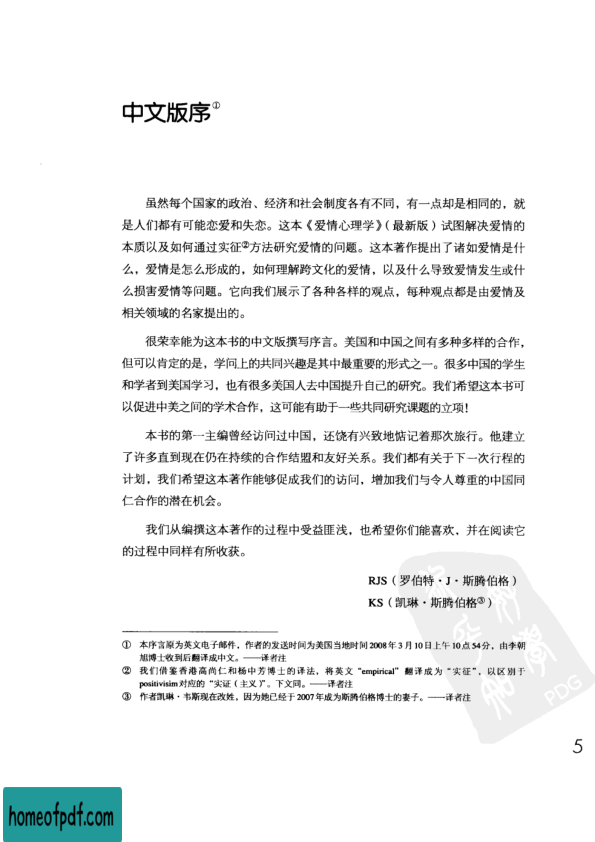 中文版序①
虽然每个国家的政治、经济和社会制度各有不同，有一点却是相同的，就
是人们都有可能恋爱和失恋。这本《爱情心理学》（最新版）试图解决爱情的
本质以及如何通过实征②方法研究爱情的问题。这本著作提出了诸如爱情是什
么，爱情是怎么形成的，如何理解跨文化的爱情，以及什么导致爱情发生或什
么损害爱情等问题。它向我们展示了各种各样的观点，每种观点都是由爱情及
相关领域的名家提出的。
很荣幸能为这本书的中文版撰写序言。美国和中国之间有多种多样的合作，
但可以肯定的是，学问上的共同兴趣是其中最重要的形式之一。很多中国的学生
和学者到美国学习，也有很多美国人去中国提升自己的研究。我们希望这本书可
以促进中美之间的学术合作，这可能有助于一些共同研究课题的立项！
本书的第一主编曾经访问过中国，还饶有兴致地惦记着那次旅行。他建立
了许多直到现在仍在持续的合作结盟和友好关系。我们都有关于下一次行程的
计划，我们希望这本著作能够促成我们的访问，增加我们与令人尊重的中国同
仁合作的潜在机会。
我们从编撰这本著作的过程中受益匪浅，也希望你们能喜欢，并在阅读它
的过程中同样有所收获。
RJS（罗伯特·J·斯腾伯格）
KS（凯琳·斯腾伯格③）
① 本序言原为英文电子邮件，作者的发送时间为美国当地时间2008年3月10日上午10点54分，由李朝
旭博士收到后翻译成中文。——译者注
② 我们借鉴香港高尚仁和杨中芳博士的译法，将英文“empirical”翻译成为“实征”，以区别于
positivisim对应的“实证（主义）”。下文同。——译者注
③ 作者凯琳·韦斯现在改姓，因为她已经于2007年成为斯腾伯格博士的妻子。——译者注
PDG
5
homeofpdf.com